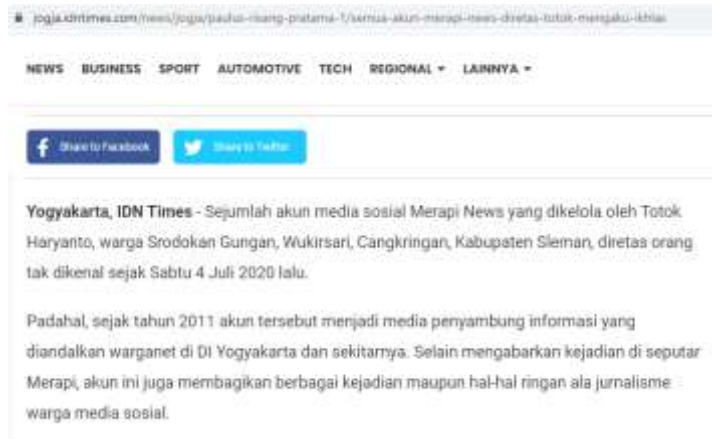 jogja.idntimes.com/news/jogja/paulus-risang-pratama-1/semua-akun-merapi-news-diretas-totok-mengaku-ikhlas
NEWS BUSINESS SPORT AUTOMOTIVE TECH REGIONAL LAINNYA
Share to Facebook Share to Twitter
Yogyakarta, IDN Times - Sejumlah akun media sosial Merapi News yang dikelola oleh Totok
Haryanto, warga Srodokan Gungan, Wukirsari, Cangkringan, Kabupaten Sleman, diretas orang
tak dikenal sejak Sabtu 4 Juli 2020 lalu.
Padahal, sejak tahun 2011 akun tersebut menjadi media penyambung informasi yang
diandalkan warganet di DI Yogyakarta dan sekitarnya. Selain mengabarkan kejadian di seputar
Merapi, akun ini juga membagikan berbagai kejadian maupun hal-hal ringan ala jurnalisme
warga media sosial.